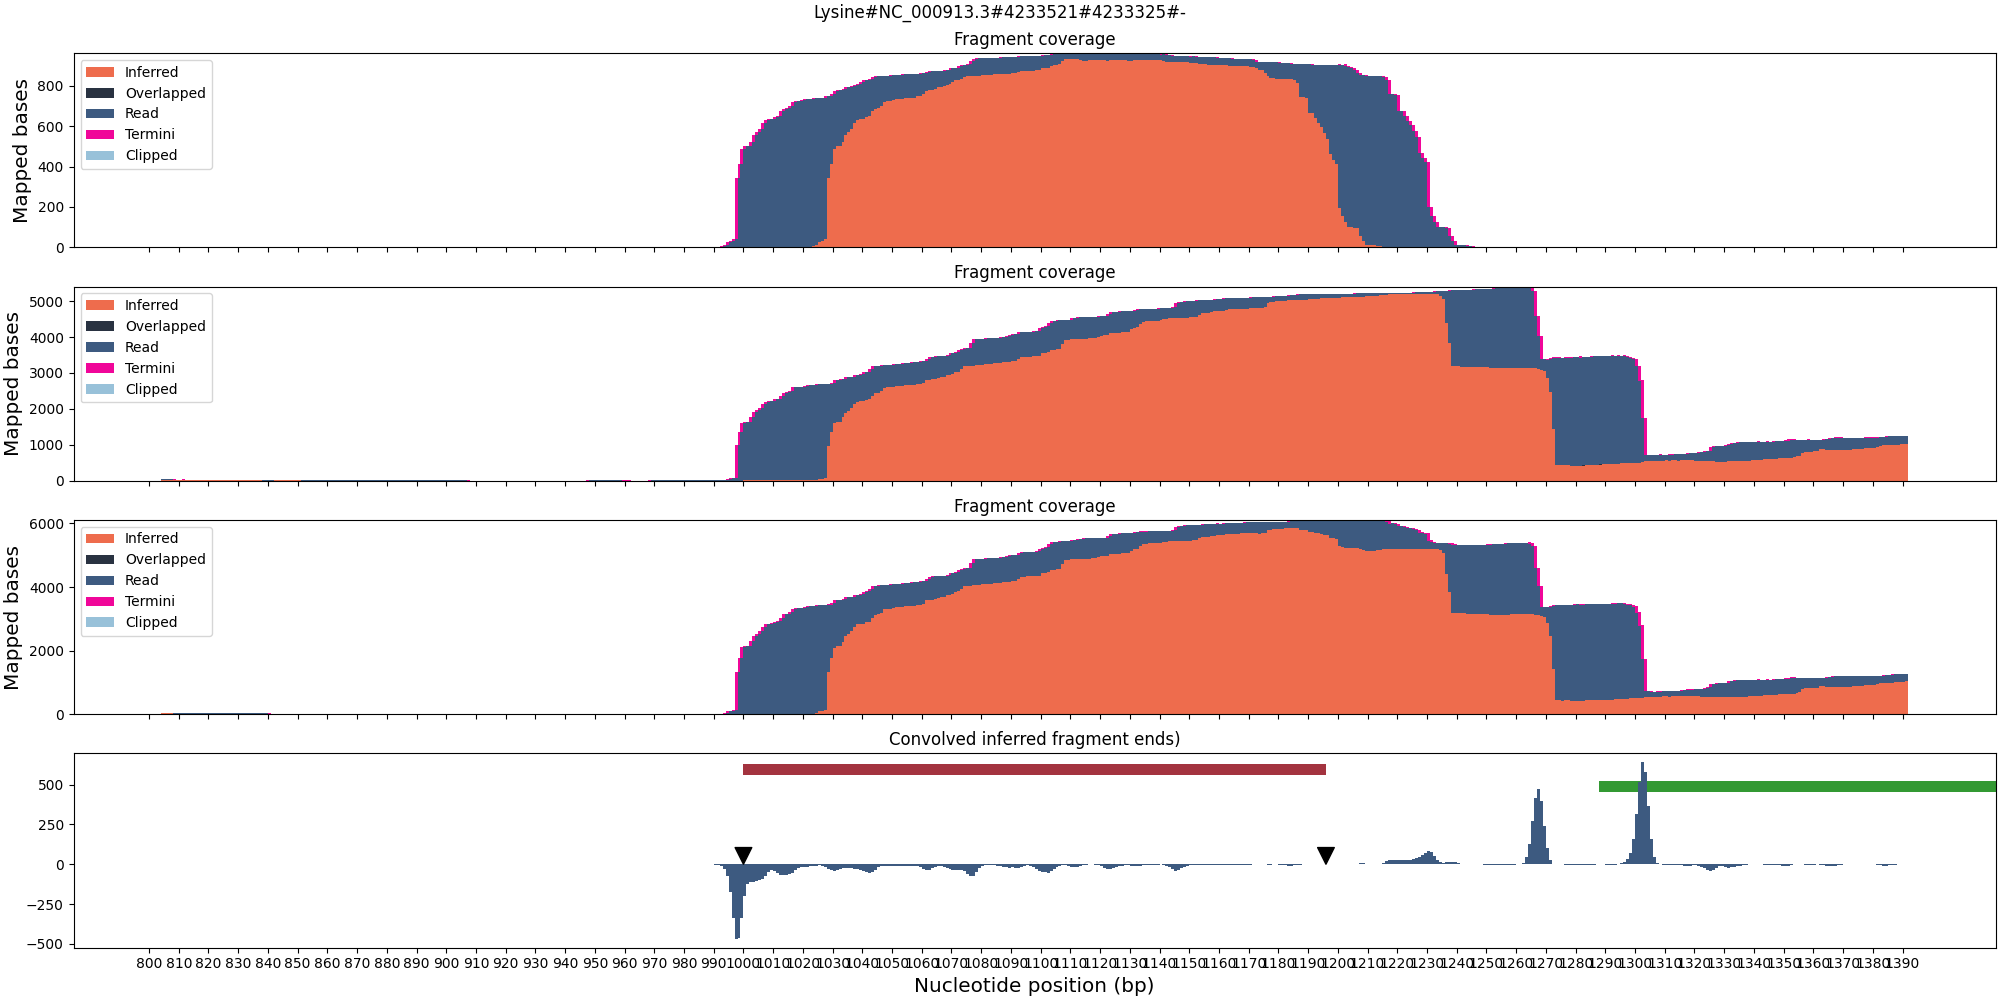 Lysine#NC_000913.3#4233521#4233325#-
Fragment coverage
Mapped bases
800
600
400
200
0
Inferred
Overlapped
Read
Termini
Clipped
Fragment coverage
Mapped bases
5000
4000
3000
2000
1000
0
Inferred
Overlapped
Read
Termini
Clipped
Fragment coverage
Mapped bases
6000
4000
2000
0
Inferred
Overlapped
Read
Termini
Clipped
Convolved inferred fragment ends)
500
250
0
−250
−500
800 810 820 830 840 850 860 870 880 890 900 910 920 930 940 950 960 970 980 990 1000 1010 1020 1030 1040 1050 1060 1070 1080 1090 1100 1110 1120 1130 1140 1150 1160 1170 1180 1190 1200 1210 1220 1230 1240 1250 1260 1270 1280 1290 1300 1310 1320 1330 1340 1350 1360 1370 1380 1390
Nucleotide position (bp)